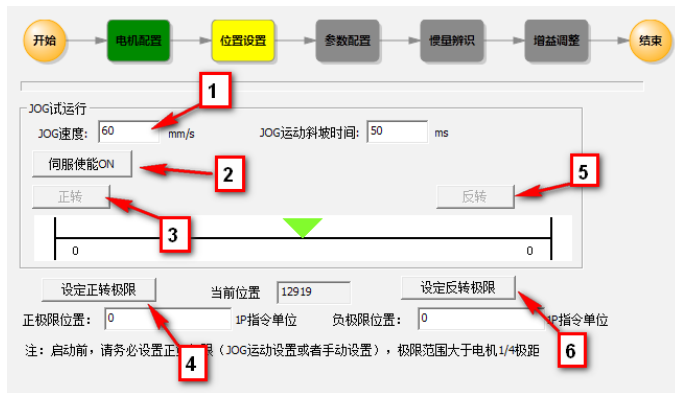 开始 电机配置 位置设置 参数配置 惯量辨识 增益调整 结束
1
JOG试运行
JOG速度: 60 mm/s JOG运动斜坡时间: 50 ms
伺服使能ON
2
5
正转 反转
3
0 0
设定正转极限 当前位置 12919 设定反转极限
正极限位置: 0 1P指令单位 负极限位置: 0 1P指令单位
注：启动前，请务必设置正 限（JOG运动设置或者手动设置），极限范围大于电机1/4极距
4
6